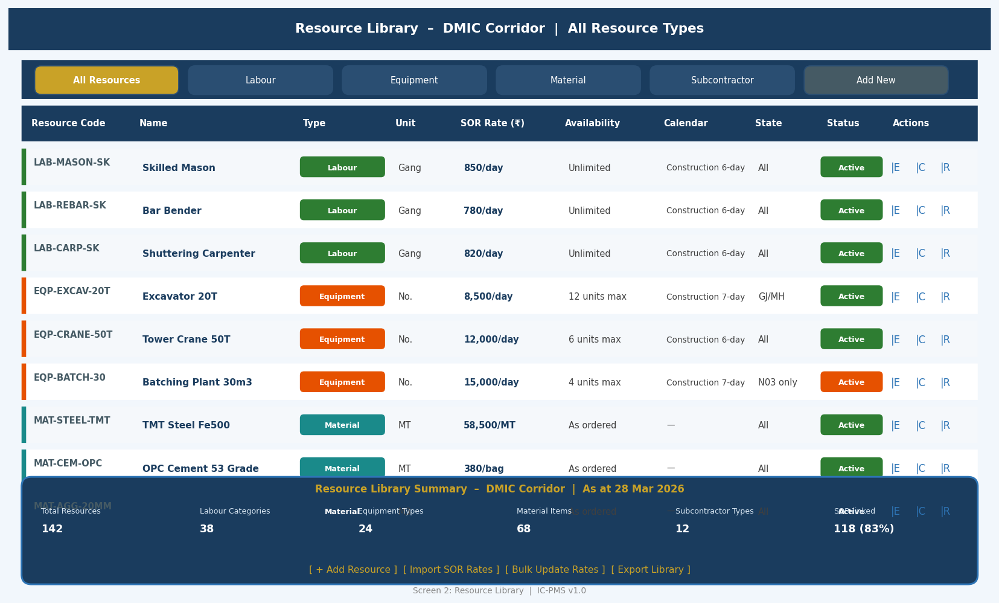 Resource Library – DMIC Corridor | All Resource Types
All Resources Labour Equipment Material Subcontractor Add New
Resource Code Name Type Unit SOR Rate (₹) Availability Calendar State Status Actions
LAB-MASON-SK Skilled Mason Labour Gang 850/day Unlimited Construction 6-day All Active |E |C |R
LAB-REBAR-SK Bar Bender Labour Gang 780/day Unlimited Construction 6-day All Active |E |C |R
LAB-CARP-SK Shuttering Carpenter Labour Gang 820/day Unlimited Construction 6-day All Active |E |C |R
EQP-EXCAV-20T Excavator 20T Equipment No. 8,500/day 12 units max Construction 7-day GJ/MH Active |E |C |R
EQP-CRANE-50T Tower Crane 50T Equipment No. 12,000/day 6 units max Construction 6-day All Active |E |C |R
EQP-BATCH-30 Batching Plant 30m3 Equipment No. 15,000/day 4 units max Construction 7-day N03 only Active |E |C |R
MAT-STEEL-TMT TMT Steel Fe500 Material MT 58,500/MT As ordered — All Active |E |C |R
MAT-CEM-OPC OPC Cement 53 Grade Material MT 380/bag As ordered — All Active |E |C |R
Resource Library Summary – DMIC Corridor | As at 28 Mar 2026
MAT-AGG-20MM Material As ordered — All Active |E |C |R
Total Resources Labour Categories Equipment Types Material Items Subcontractor Types SOR-linked
142 38 24 68 12 118 (83%)
[ + Add Resource ] [ Import SOR Rates ] [ Bulk Update Rates ] [ Export Library ]
Screen 2: Resource Library | IC-PMS v1.0